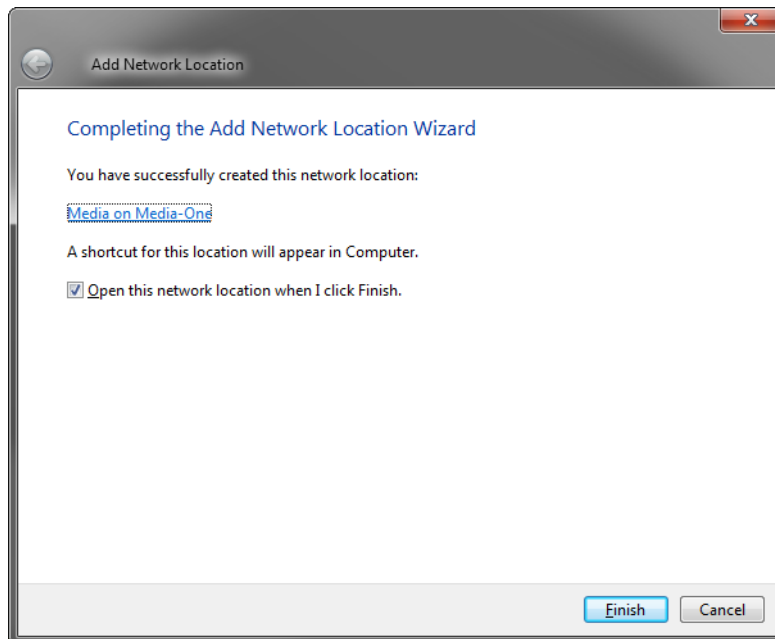 Add Network Location
Completing the Add Network Location Wizard
You have successfully created this network location:
Media on Media-One
A shortcut for this location will appear in Computer.
Open this network location when I click Finish.
Finish Cancel